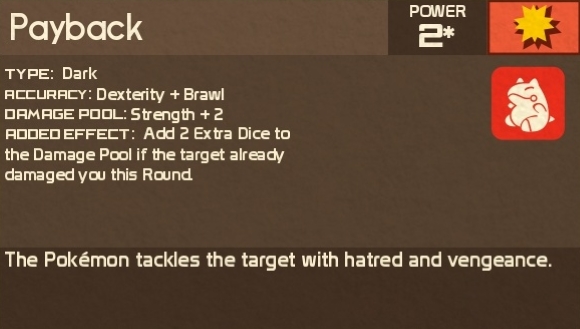 Payback
POWER
2*
TYPE: Dark
ACCURACY: Dexterity + Brawl
DAMAGE POOL: Strength + 2
ADDED EFFECT: Add 2 Extra Dice to
the Damage Pool if the target already
damaged you this Round.
The Pokémon tackles the target with hatred and vengeance.